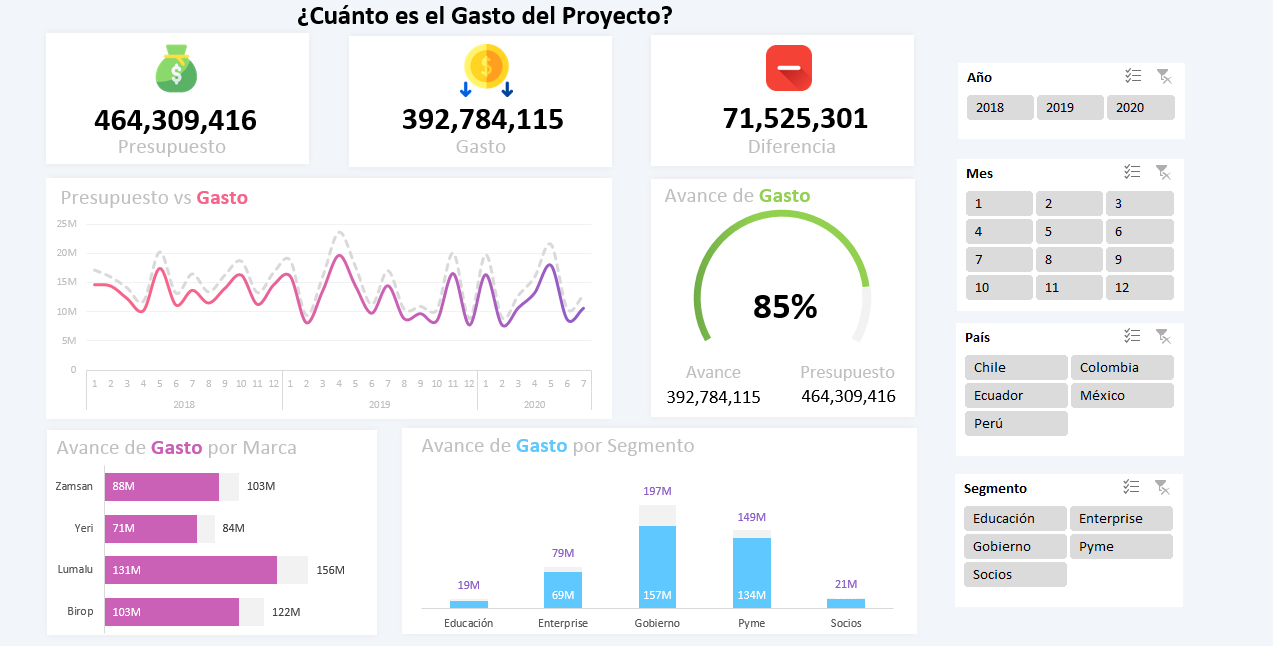 ¿Cuánto es el Gasto del Proyecto?
464,309,416
Presupuesto
392,784,115
Gasto
71,525,301
Diferencia
Presupuesto vs Gasto
25M
20M
15M
10M
5M
0
1 2 3 4 5 6 7 8 9 10 11 12 1 2 3 4 5 6 7 8 9 10 11 12 1 2 3 4 5 6 7
2018 2019 2020
Avance de Gasto
85%
Avance Presupuesto
392,784,115 464,309,416
Avance de Gasto por Marca
Zamsan 88M 103M
Yeri 71M 84M
Lumalu 131M 156M
Birop 103M 122M
Avance de Gasto por Segmento
197M
149M
79M
19M 21M
69M 157M 134M
Educación Enterprise Gobierno Pyme Socios
Año
2018 2019 2020
Mes
1 2 3
4 5 6
7 8 9
10 11 12
País
Chile Colombia
Ecuador México
Perú
Segmento
Educación Enterprise
Gobierno Pyme
Socios